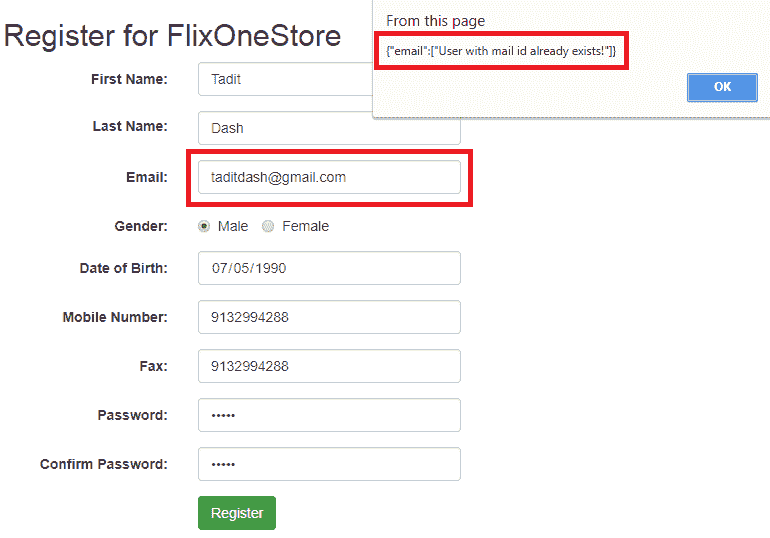 Register for FlixOneStore
From this page
{"email":["User with mail id already exists!"]}
OK
First Name: Tadit
Last Name: Dash
Email: taditdash@gmail.com
Gender: Male Female
Date of Birth: 07/05/1990
Mobile Number: 9132994288
Fax: 9132994288
Password: •••••
Confirm Password: •••••
Register